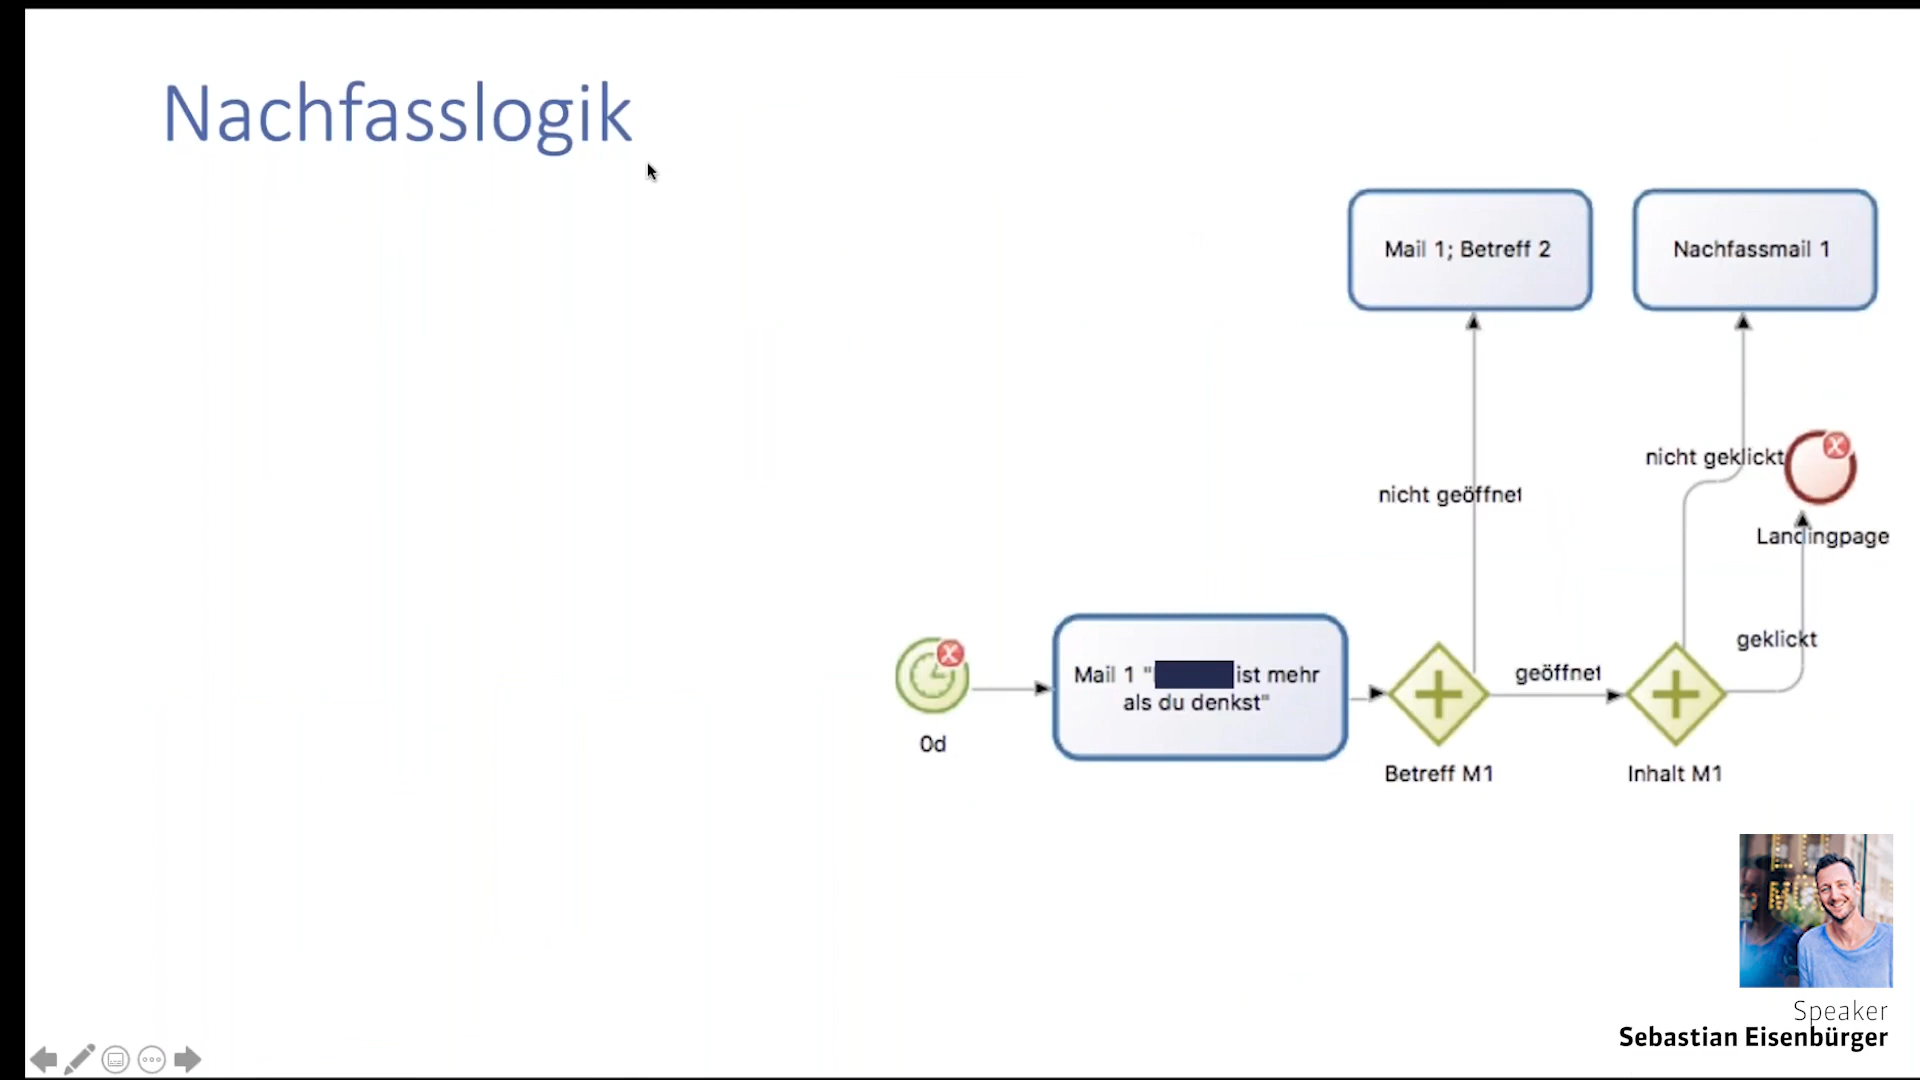 Nachfasslogik
Mail 1; Betreff 2
Nachfassmail 1
nicht geklickt
nicht geöffnet
Landingpage
geklickt
geöffnet
Mail 1 " ist mehr
als du denkst"
0d
Betreff M1
Inhalt M1
Speaker
Sebastian Eisenbürger